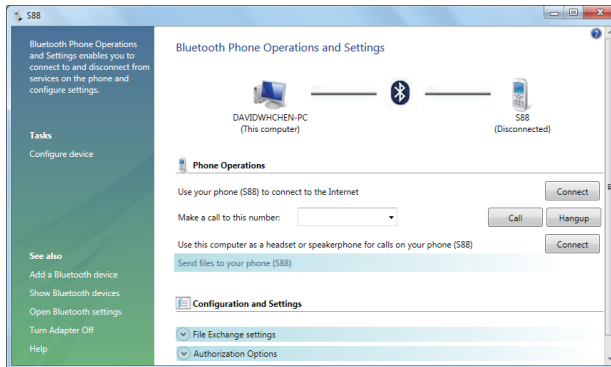 S88
Bluetooth Phone Operations
and Settings enables you to
connect to and disconnect from
services on the phone and
configure settings.
Tasks
Configure device
See also
Add a Bluetooth device
Show Bluetooth devices
Open Bluetooth settings
Turn Adapter Off
Help
Bluetooth Phone Operations and Settings
DAVIDWHCHEN-PC
(This computer)
S88
(Disconnected)
Phone Operations
Use your phone (S88) to connect to the Internet Connect
Make a call to this number: Call Hangup
Use this computer as a headset or speakerphone for calls on your phone (S88) Connect
Send files to your phone (S88)
Configuration and Settings
File Exchange settings
Authorization Options